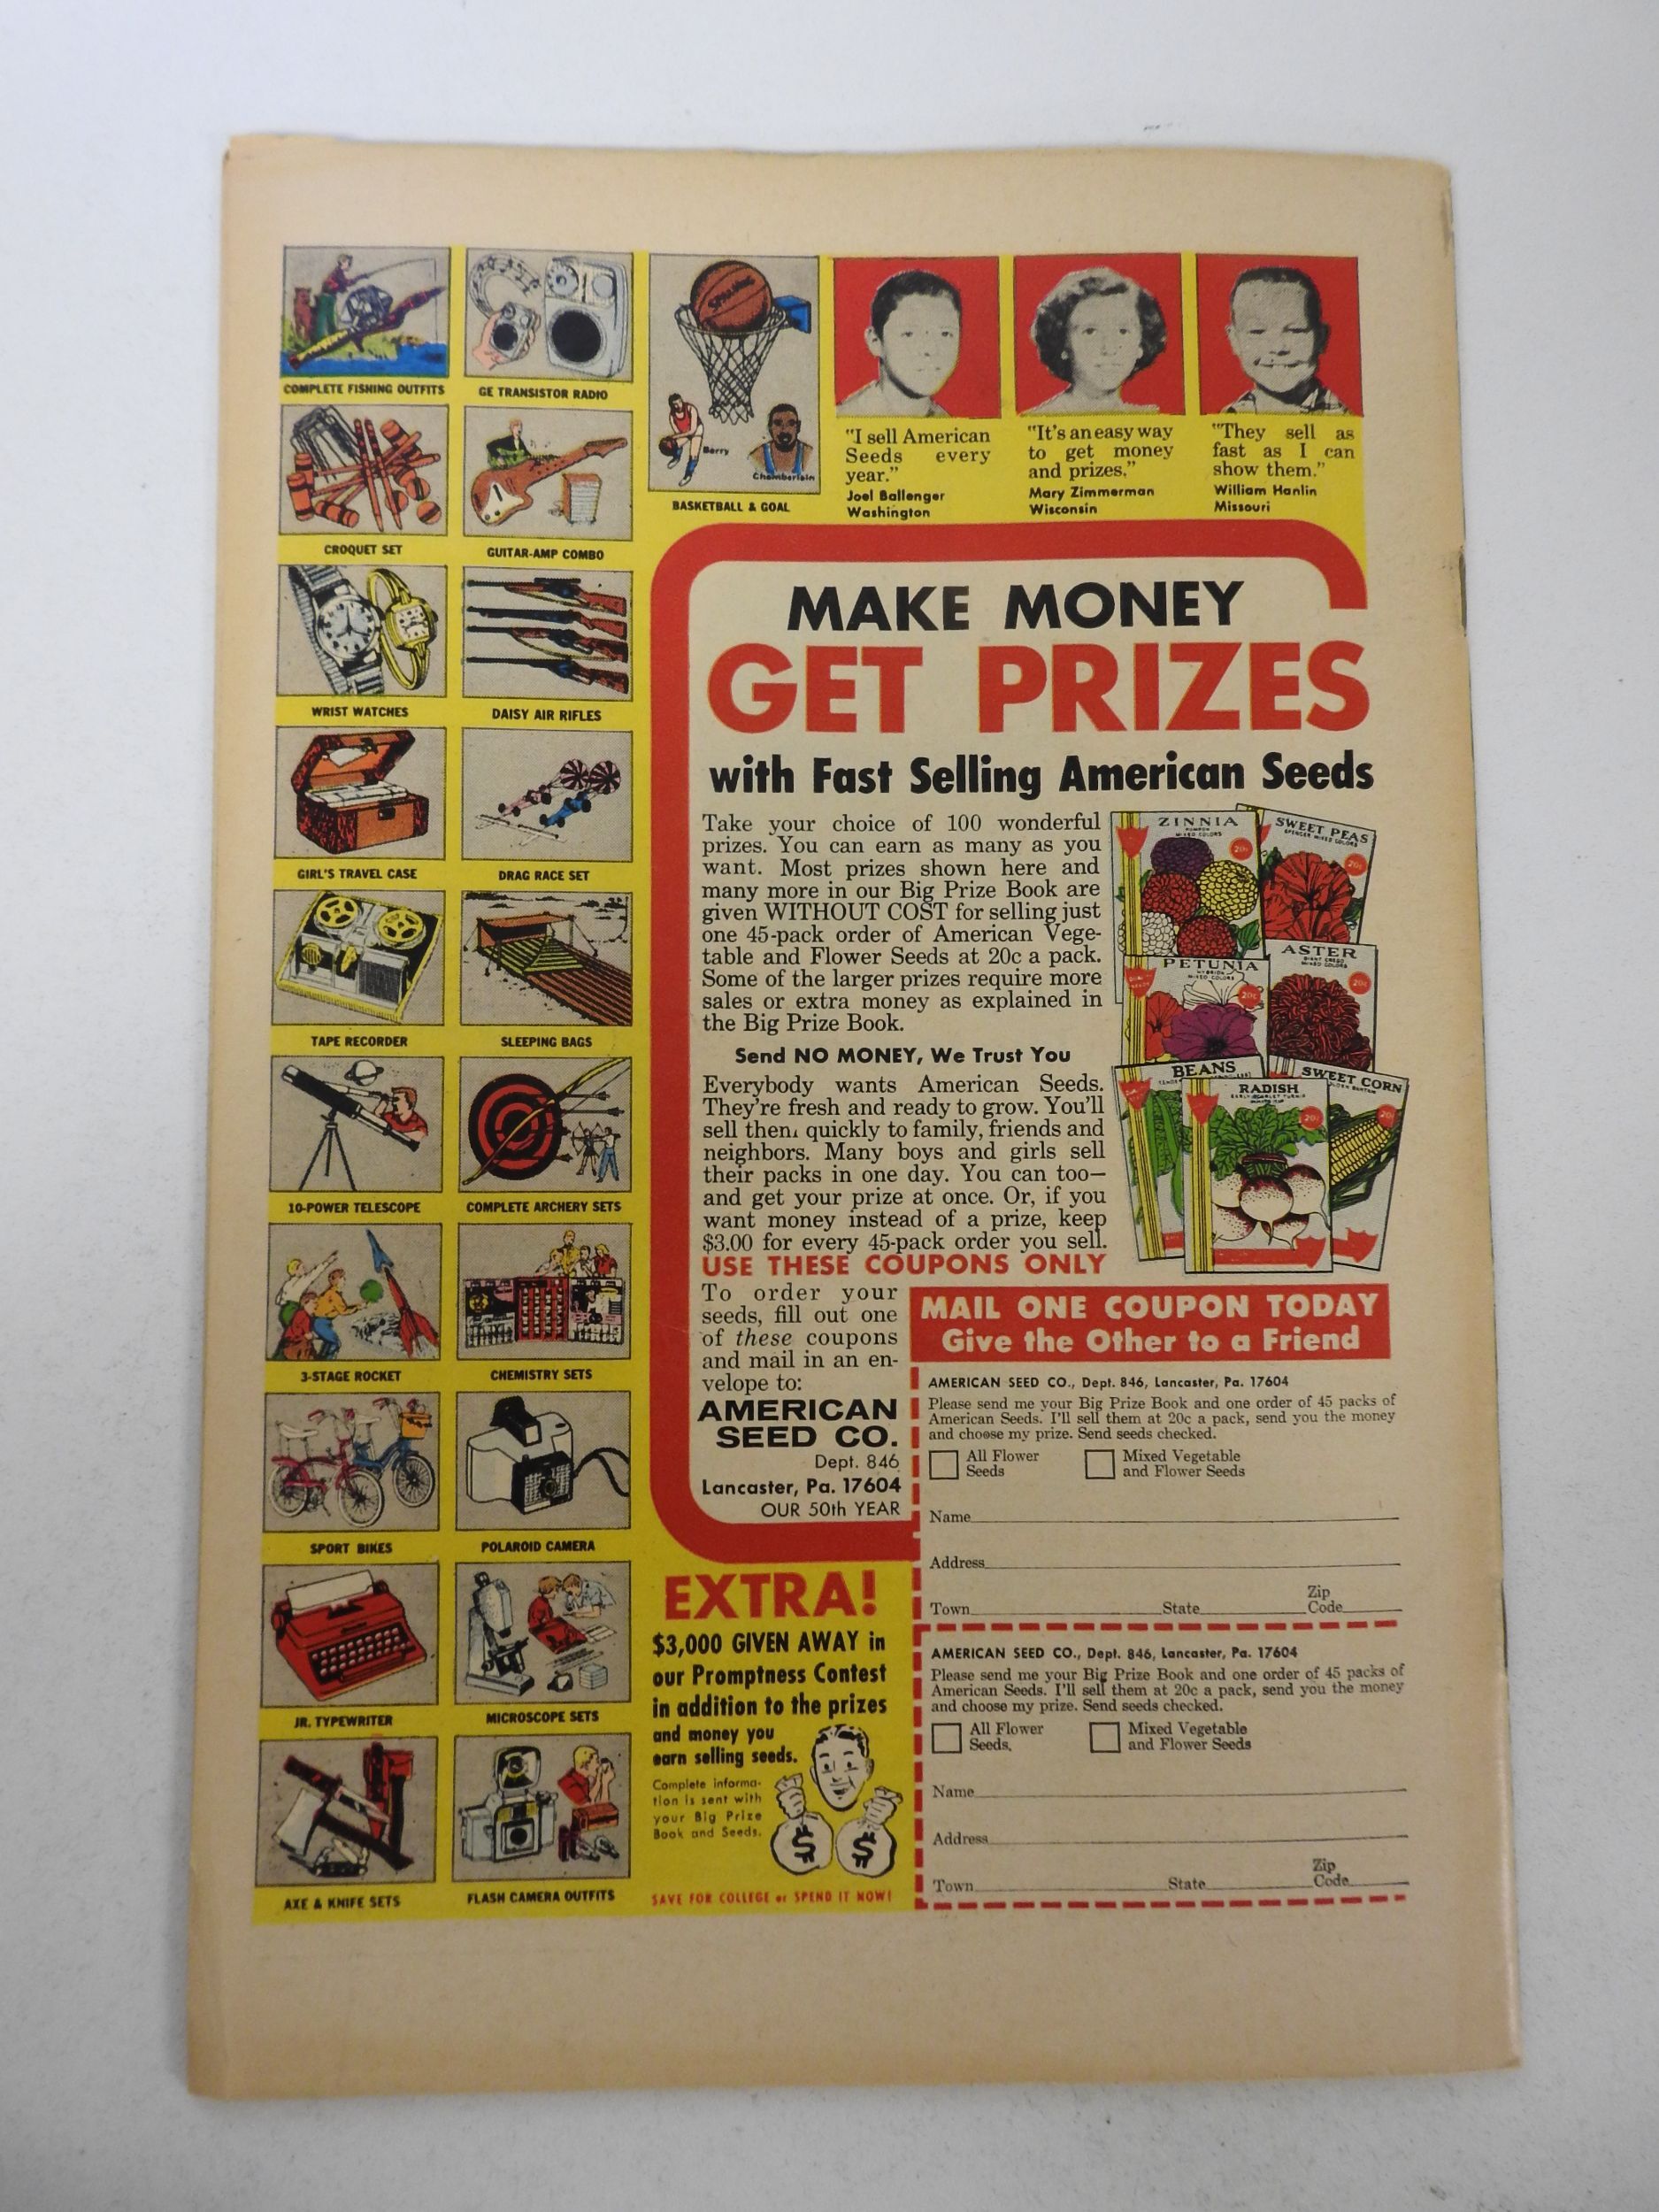 COMPLETE FISHING OUTFITS
GE TRANSISTOR RADIO
SPALDING
Barry
Chamberlain
BASKETBALL & GOAL
"I sell American
Seeds every
year."
Joel Ballenger
Washington
"It's an easy way
to get money
and prizes."
Mary Zimmerman
Wisconsin
"They sell as
fast as I can
show them."
William Hanlin
Missouri
CROQUET SET
GUITAR-AMP COMBO
WRIST WATCHES
DAISY AIR RIFLES
GIRL'S TRAVEL CASE
DRAG RACE SET
TAPE RECORDER
SLEEPING BAGS
10-POWER TELESCOPE
COMPLETE ARCHERY SETS
3-STAGE ROCKET
CHEMISTRY SETS
SPORT BIKES
POLAROID CAMERA
JR. TYPEWRITER
MICROSCOPE SETS
AXE & KNIFE SETS
FLASH CAMERA OUTFITS
MAKE MONEY
GET PRIZES
with Fast Selling American Seeds
Take your choice of 100 wonderful
prizes. You can earn as many as you
want. Most prizes shown here and
many more in our Big Prize Book are
given WITHOUT COST for selling just
one 45-pack order of American Vege-
table and Flower Seeds at 20c a pack.
Some of the larger prizes require more
sales or extra money as explained in
the Big Prize Book.
Send NO MONEY, We Trust You
Everybody wants American Seeds.
They're fresh and ready to grow. You'll
sell them quickly to family, friends and
neighbors. Many boys and girls sell
their packs in one day. You can too—
and get your prize at once. Or, if you
want money instead of a prize, keep
$3.00 for every 45-pack order you sell.
USE THESE COUPONS ONLY
To order your
seeds, fill out one
of these coupons
and mail in an en-
velope to:
AMERICAN
SEED CO.
Dept. 846
Lancaster, Pa. 17604
OUR 50th YEAR
ZINNIA
MIXED COLORS
20c
SWEET PEAS
SPENCER MIXED COLORS
20c
PETUNIA
MIXED COLORS
20c
ASTER
MIXED COLORS
20c
BEANS
RADISH
EARLY SCARLET TURNIP
20c
SWEET CORN
20c
MAIL ONE COUPON TODAY
Give the Other to a Friend
AMERICAN SEED CO., Dept. 846, Lancaster, Pa. 17604
Please send me your Big Prize Book and one order of 45 packs of
American Seeds. I'll sell them at 20c a pack, send you the money
and choose my prize. Send seeds checked.
All Flower
Seeds
Mixed Vegetable
and Flower Seeds
Name
Address
Town State Zip Code
AMERICAN SEED CO., Dept. 846, Lancaster, Pa. 17604
Please send me your Big Prize Book and one order of 45 packs of
American Seeds. I'll sell them at 20c a pack, send you the money
and choose my prize. Send seeds checked.
All Flower
Seeds.
Mixed Vegetable
and Flower Seeds
Name
Address
Town State Zip Code
EXTRA!
$3,000 GIVEN AWAY in
our Promptness Contest
in addition to the prizes
and money you
earn selling seeds.
Complete informa-
tion is sent with
your Big Prize
Book and Seeds.
$ $
SAVE FOR COLLEGE or SPEND IT NOW!